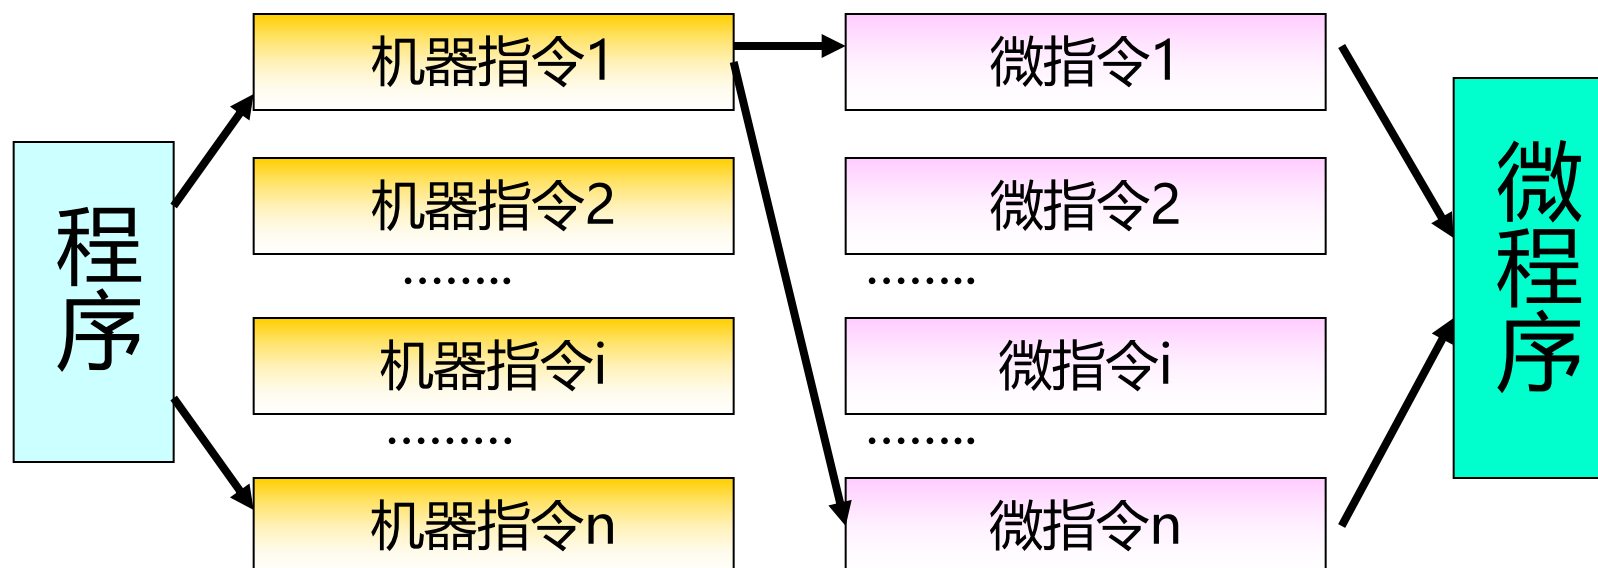 程序
机器指令1
机器指令2
........
机器指令i
.........
机器指令n
微指令1
微指令2
........
微指令i
........
微指令n
微程序